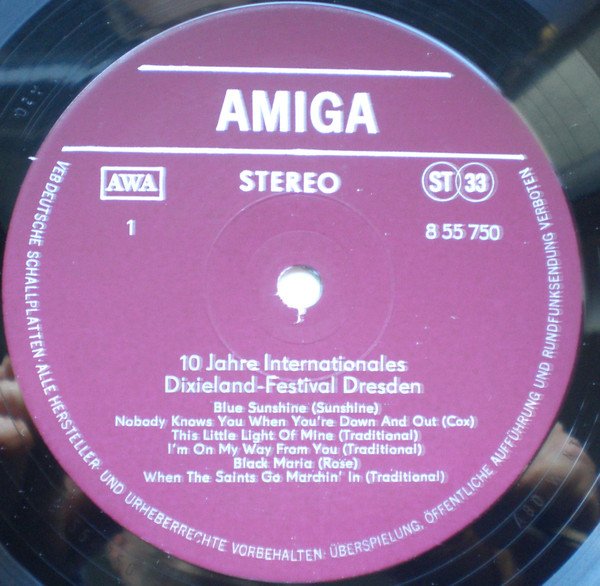 AMIGA
AWA
STEREO
ST 33
1
8 55 750
10 Jahre Internationales
Dixieland-Festival Dresden
Blue Sunshine (Sunshine)
Nobody Knows You When You're Down And Out (Cox)
This Little Light Of Mine (Traditional)
I'm On My Way From You (Traditional)
Black Maria (Rose)
When The Saints Go Marchin' In (Traditional)
VEB DEUTSCHE SCHALLPLATTEN · ALLE HERSTELLER- UND URHEBERRECHTE VORBEHALTEN · ÜBERSPIELUNG, ÖFFENTLICHE AUFFÜHRUNG UND RUNDFUNKSENDUNG VERBOTEN